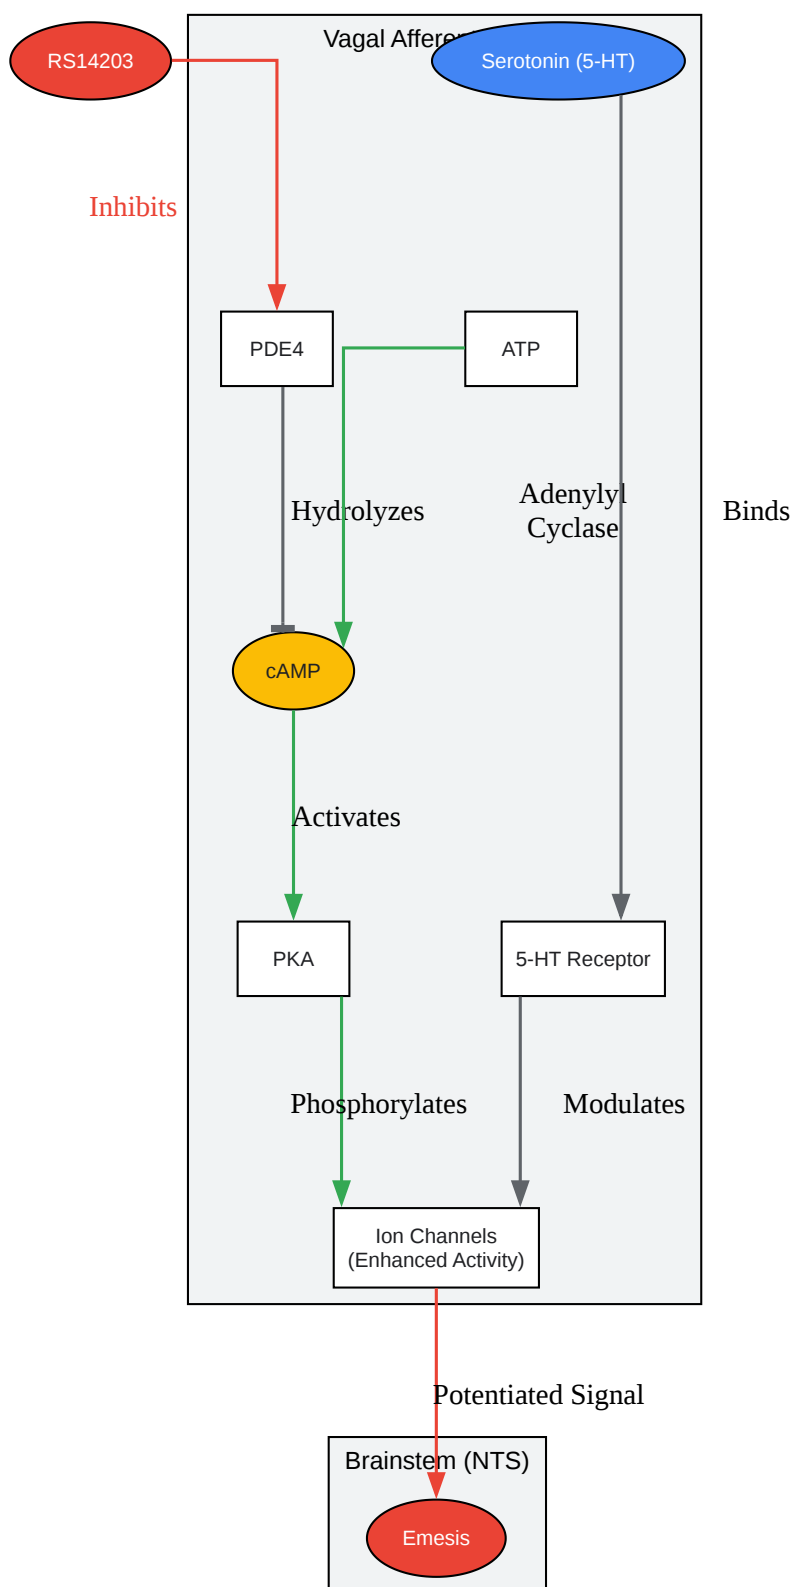 Vagal
RS14203
Serotonin (5-HT)
Inhibits
PDE4
ATP
Hydrolyzes
Adenylyl
Cyclase
Binds
cAMP
Activates
PKA
5-HT Receptor
Phosphorylates
Modulates
Ion Channels
(Enhanced Activity)
Potentiated Signal
Brainstem (NTS)
Emesis